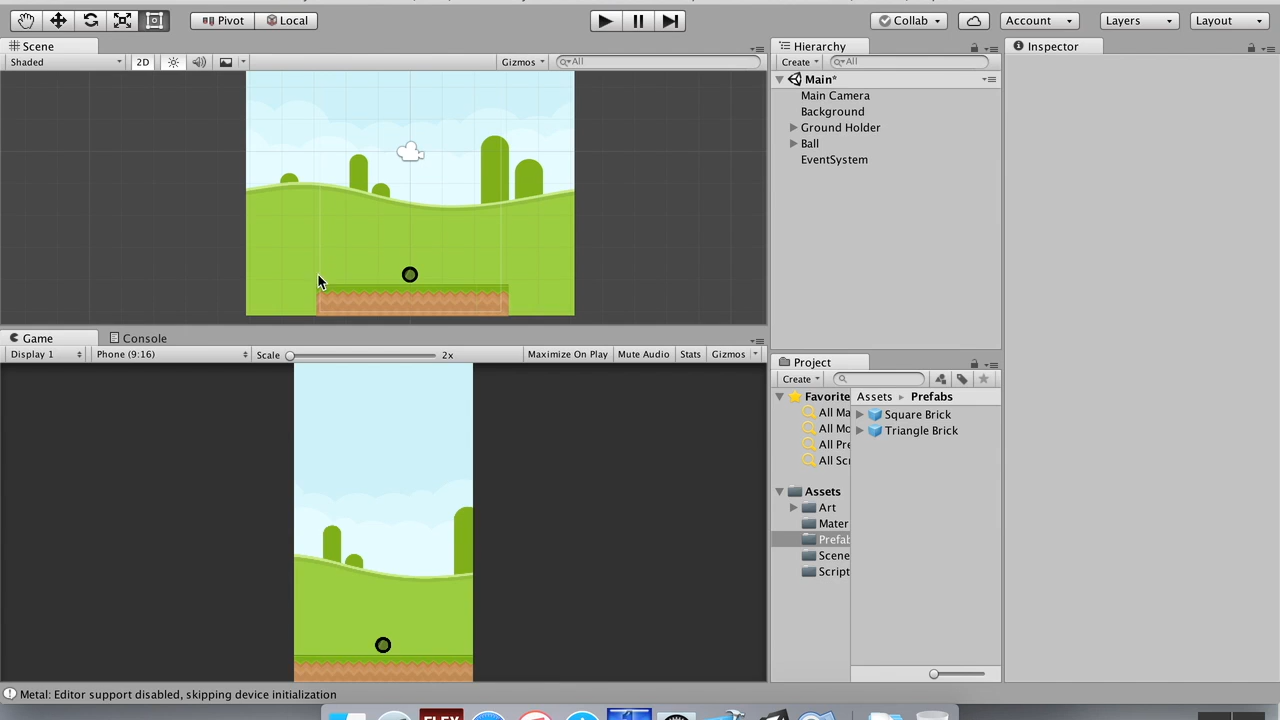 Pivot Local Collab Account Layers Layout
Scene Hierarchy Inspector
Shaded 2D Gizmos All Create All
Main*
Main Camera
Background
Ground Holder
Ball
EventSystem
Game Console
Display 1 Phone (9:16) Scale 2x Maximize On Play Mute Audio Stats Gizmos
Project
Create
Favorite Assets Prefabs
All Ma Square Brick
All Mo Triangle Brick
All Pre
All Scr
Assets
Art
Mater
Prefab
Scene
Script
Metal: Editor support disabled, skipping device initialization
FLEX